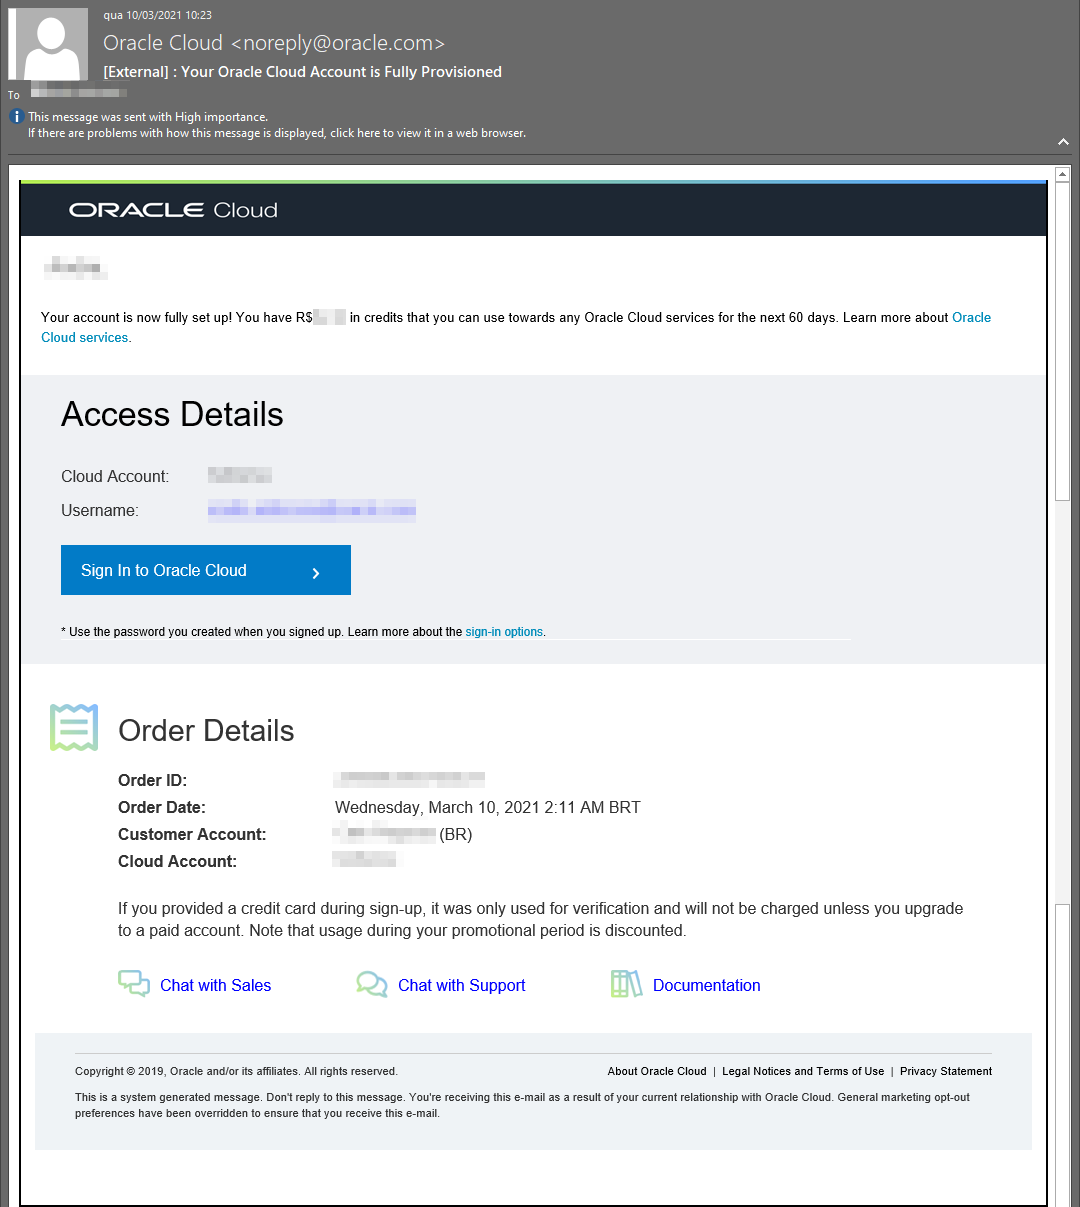 qua 10/03/2021 10:23
Oracle Cloud <noreply@oracle.com>
[External] : Your Oracle Cloud Account is Fully Provisioned
To
This message was sent with High importance.
If there are problems with how this message is displayed, click here to view it in a web browser.
ORACLE Cloud
Your account is now fully set up! You have R$ in credits that you can use towards any Oracle Cloud services for the next 60 days. Learn more about Oracle
Cloud services.
Access Details
Cloud Account:
Username:
Sign In to Oracle Cloud
* Use the password you created when you signed up. Learn more about the sign-in options.
Order Details
Order ID:
Order Date: Wednesday, March 10, 2021 2:11 AM BRT
Customer Account: (BR)
Cloud Account:
If you provided a credit card during sign-up, it was only used for verification and will not be charged unless you upgrade
to a paid account. Note that usage during your promotional period is discounted.
Chat with Sales Chat with Support Documentation
Copyright © 2019, Oracle and/or its affiliates. All rights reserved. About Oracle Cloud | Legal Notices and Terms of Use | Privacy Statement
This is a system generated message. Don't reply to this message. You're receiving this e-mail as a result of your current relationship with Oracle Cloud. General marketing opt-out
preferences have been overridden to ensure that you receive this e-mail.